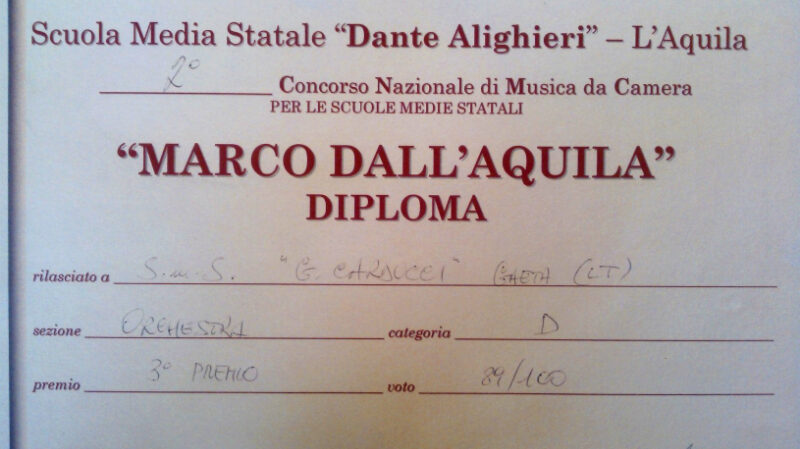 Scuola Media Statale “Dante Alighieri” – L’Aquila
2° Concorso Nazionale di Musica da Camera
PER LE SCUOLE MEDIE STATALI
“MARCO DALL’AQUILA”
DIPLOMA
rilasciato a S.m.S. "G. CARDUCCI" GAETA (LT)
sezione ORCHESTRA categoria D
premio 3° PREMIO voto 89/100